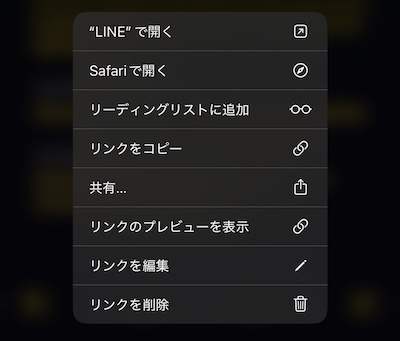 “LINE” で開く
Safariで開く
リーディングリストに追加
リンクをコピー
共有...
リンクのプレビューを表示
リンクを編集
リンクを削除